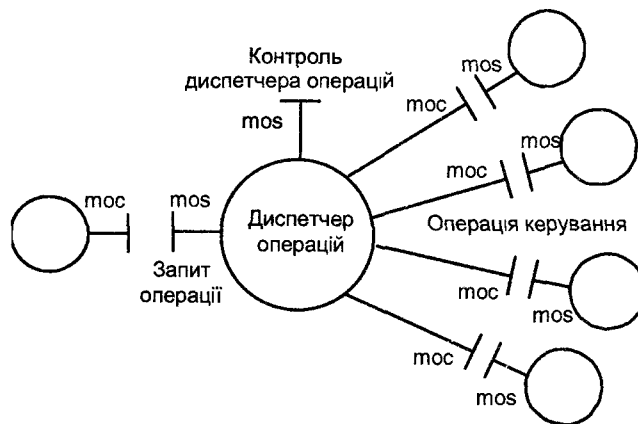 Контроль
диспетчера операцій
mos
mos
moc
mos
moc
moc
mos
Диспетчер
операцій
Операція керування
Запит
операції
moc
mos
moc
mos